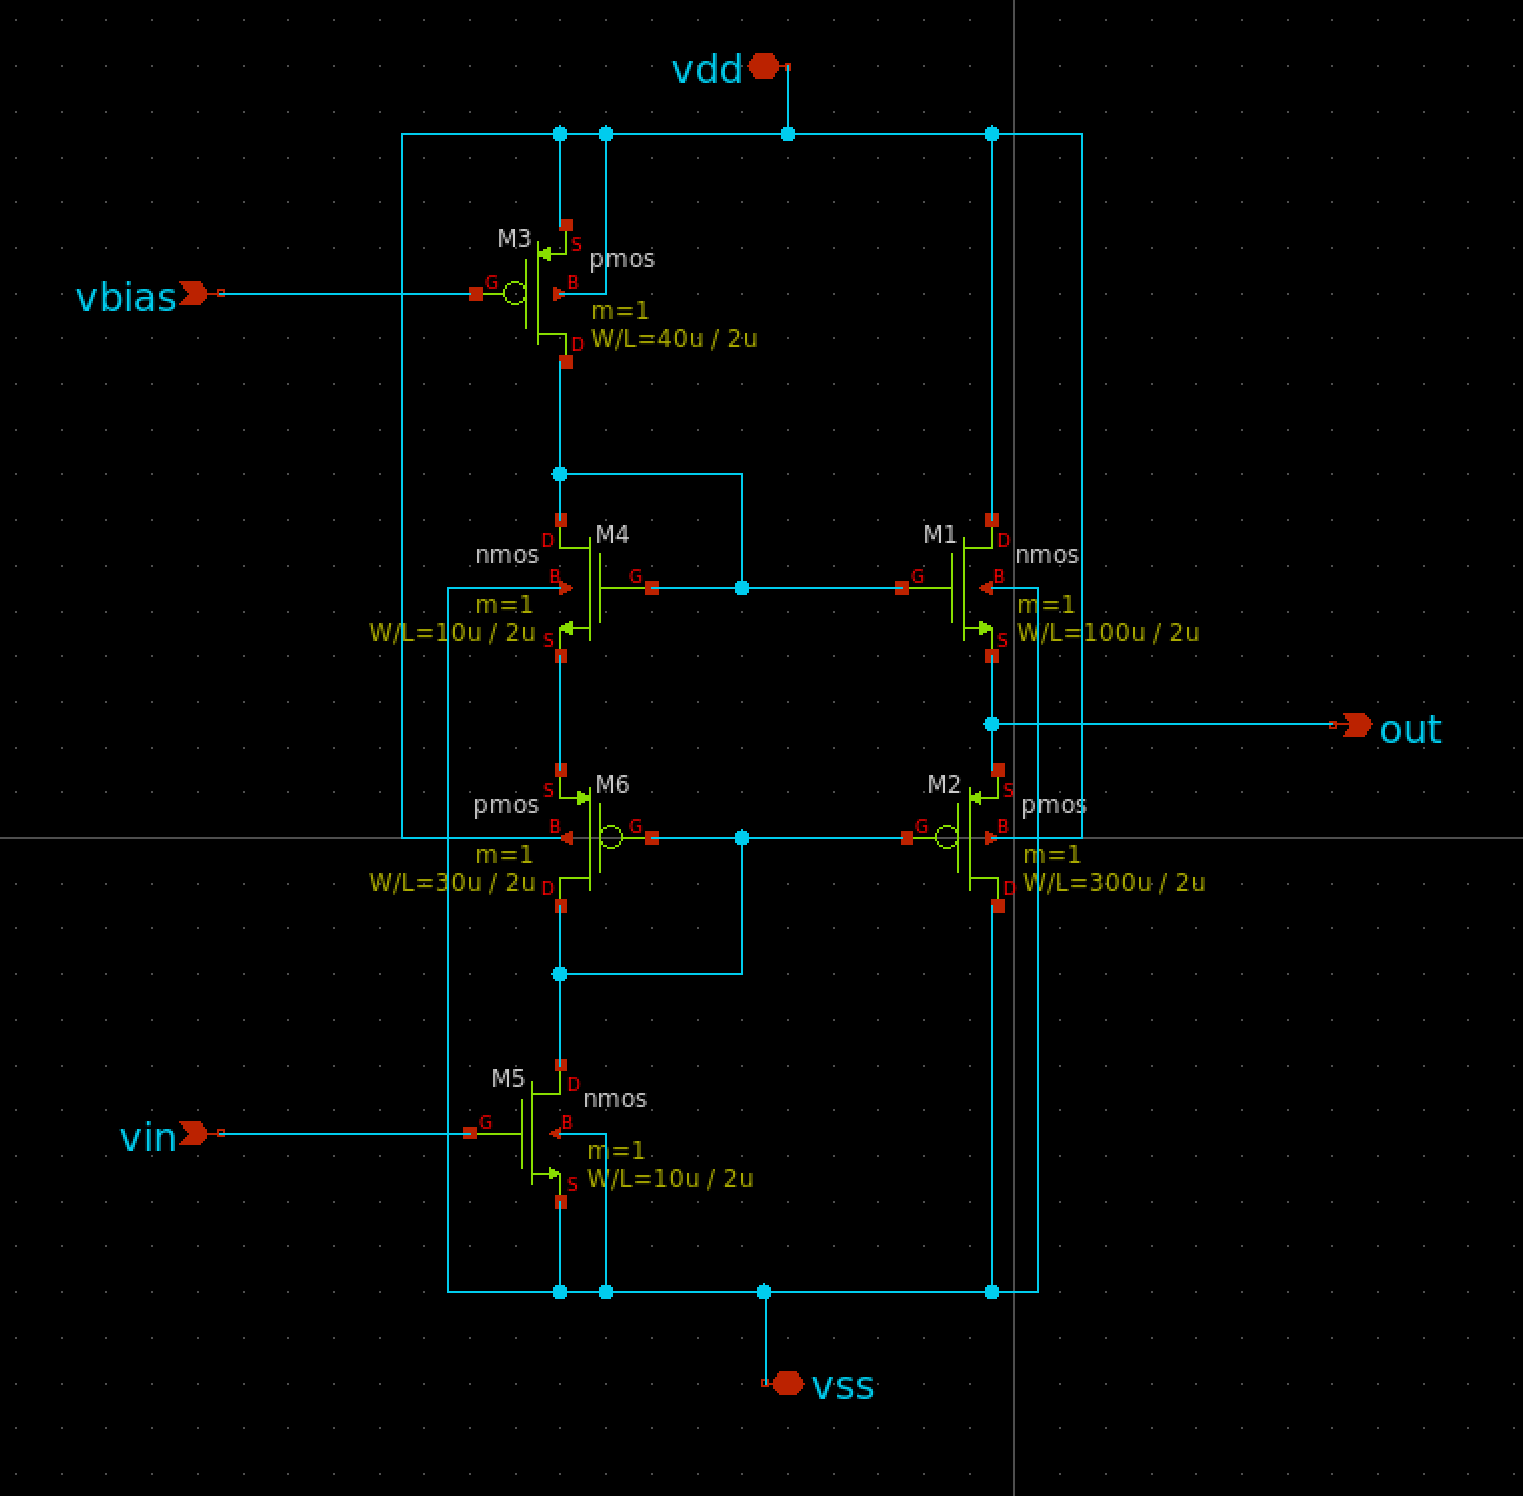 vdd
M3
S
pmos
vbias
G
B
m=1
W/L=40u / 2u
D
M4
D
nmos
B
G
m=1
W/L=10u / 2u
S
M1
D
nmos
G
B
m=1
W/L=100u / 2u
S
out
M6
S
pmos
B
G
m=1
W/L=30u / 2u
D
M2
S
pmos
G
B
m=1
W/L=300u / 2u
D
M5
D
nmos
vin
G
B
m=1
W/L=10u / 2u
S
vss